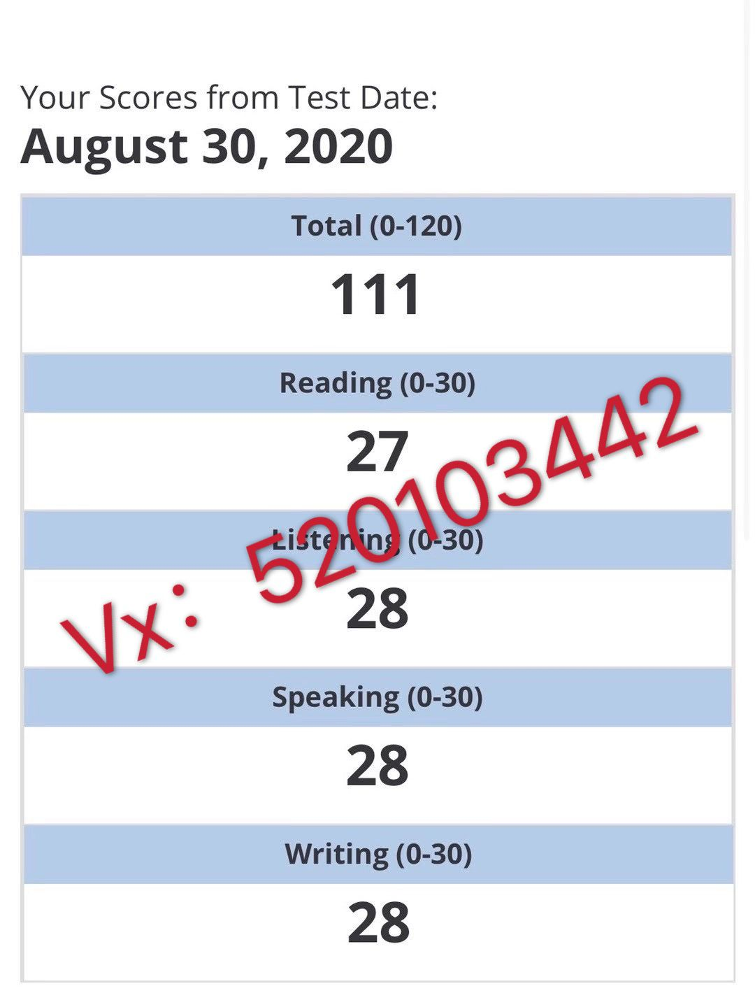 Your Scores from Test Date:
August 30, 2020
Total (0-120)
111
Reading (0-30)
27
Listening (0-30)
28
Speaking (0-30)
28
Writing (0-30)
28
Vx：520103442